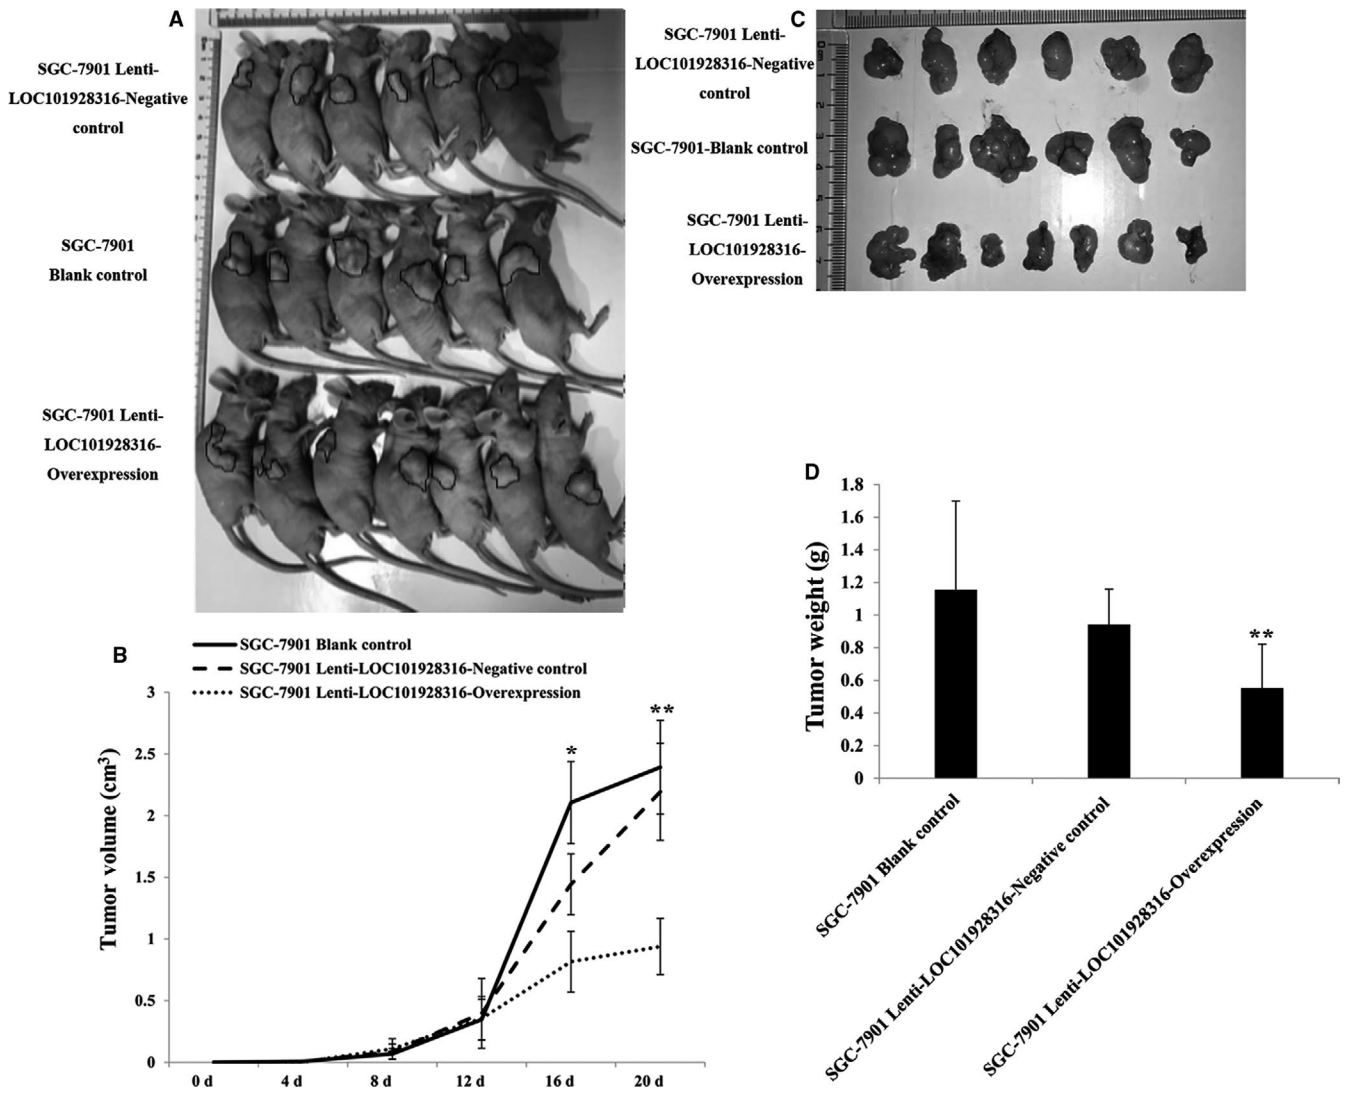 A
SGC-7901 Lenti-
LOC101928316-Negative
control
SGC-7901
Blank control
SGC-7901 Lenti-
LOC101928316-
Overexpression
C
SGC-7901 Lenti-
LOC101928316-Negative
control
SGC-7901-Blank control
SGC-7901 Lenti-
LOC101928316-
Overexpression
B
SGC-7901 Blank control
SGC-7901 Lenti-LOC101928316-Negative control
SGC-7901 Lenti-LOC101928316-Overexpression
Tumor volume (cm³)
3
2.5
2
1.5
1
0.5
0
*
**
0 d
4 d
8 d
12 d
16 d
20 d
D
Tumor weight (g)
1.8
1.6
1.4
1.2
1
0.8
0.6
0.4
0.2
0
**
SGC-7901 Blank control
SGC-7901 Lenti-LOC101928316-Negative control
SGC-7901 Lenti-LOC101928316-Overexpression